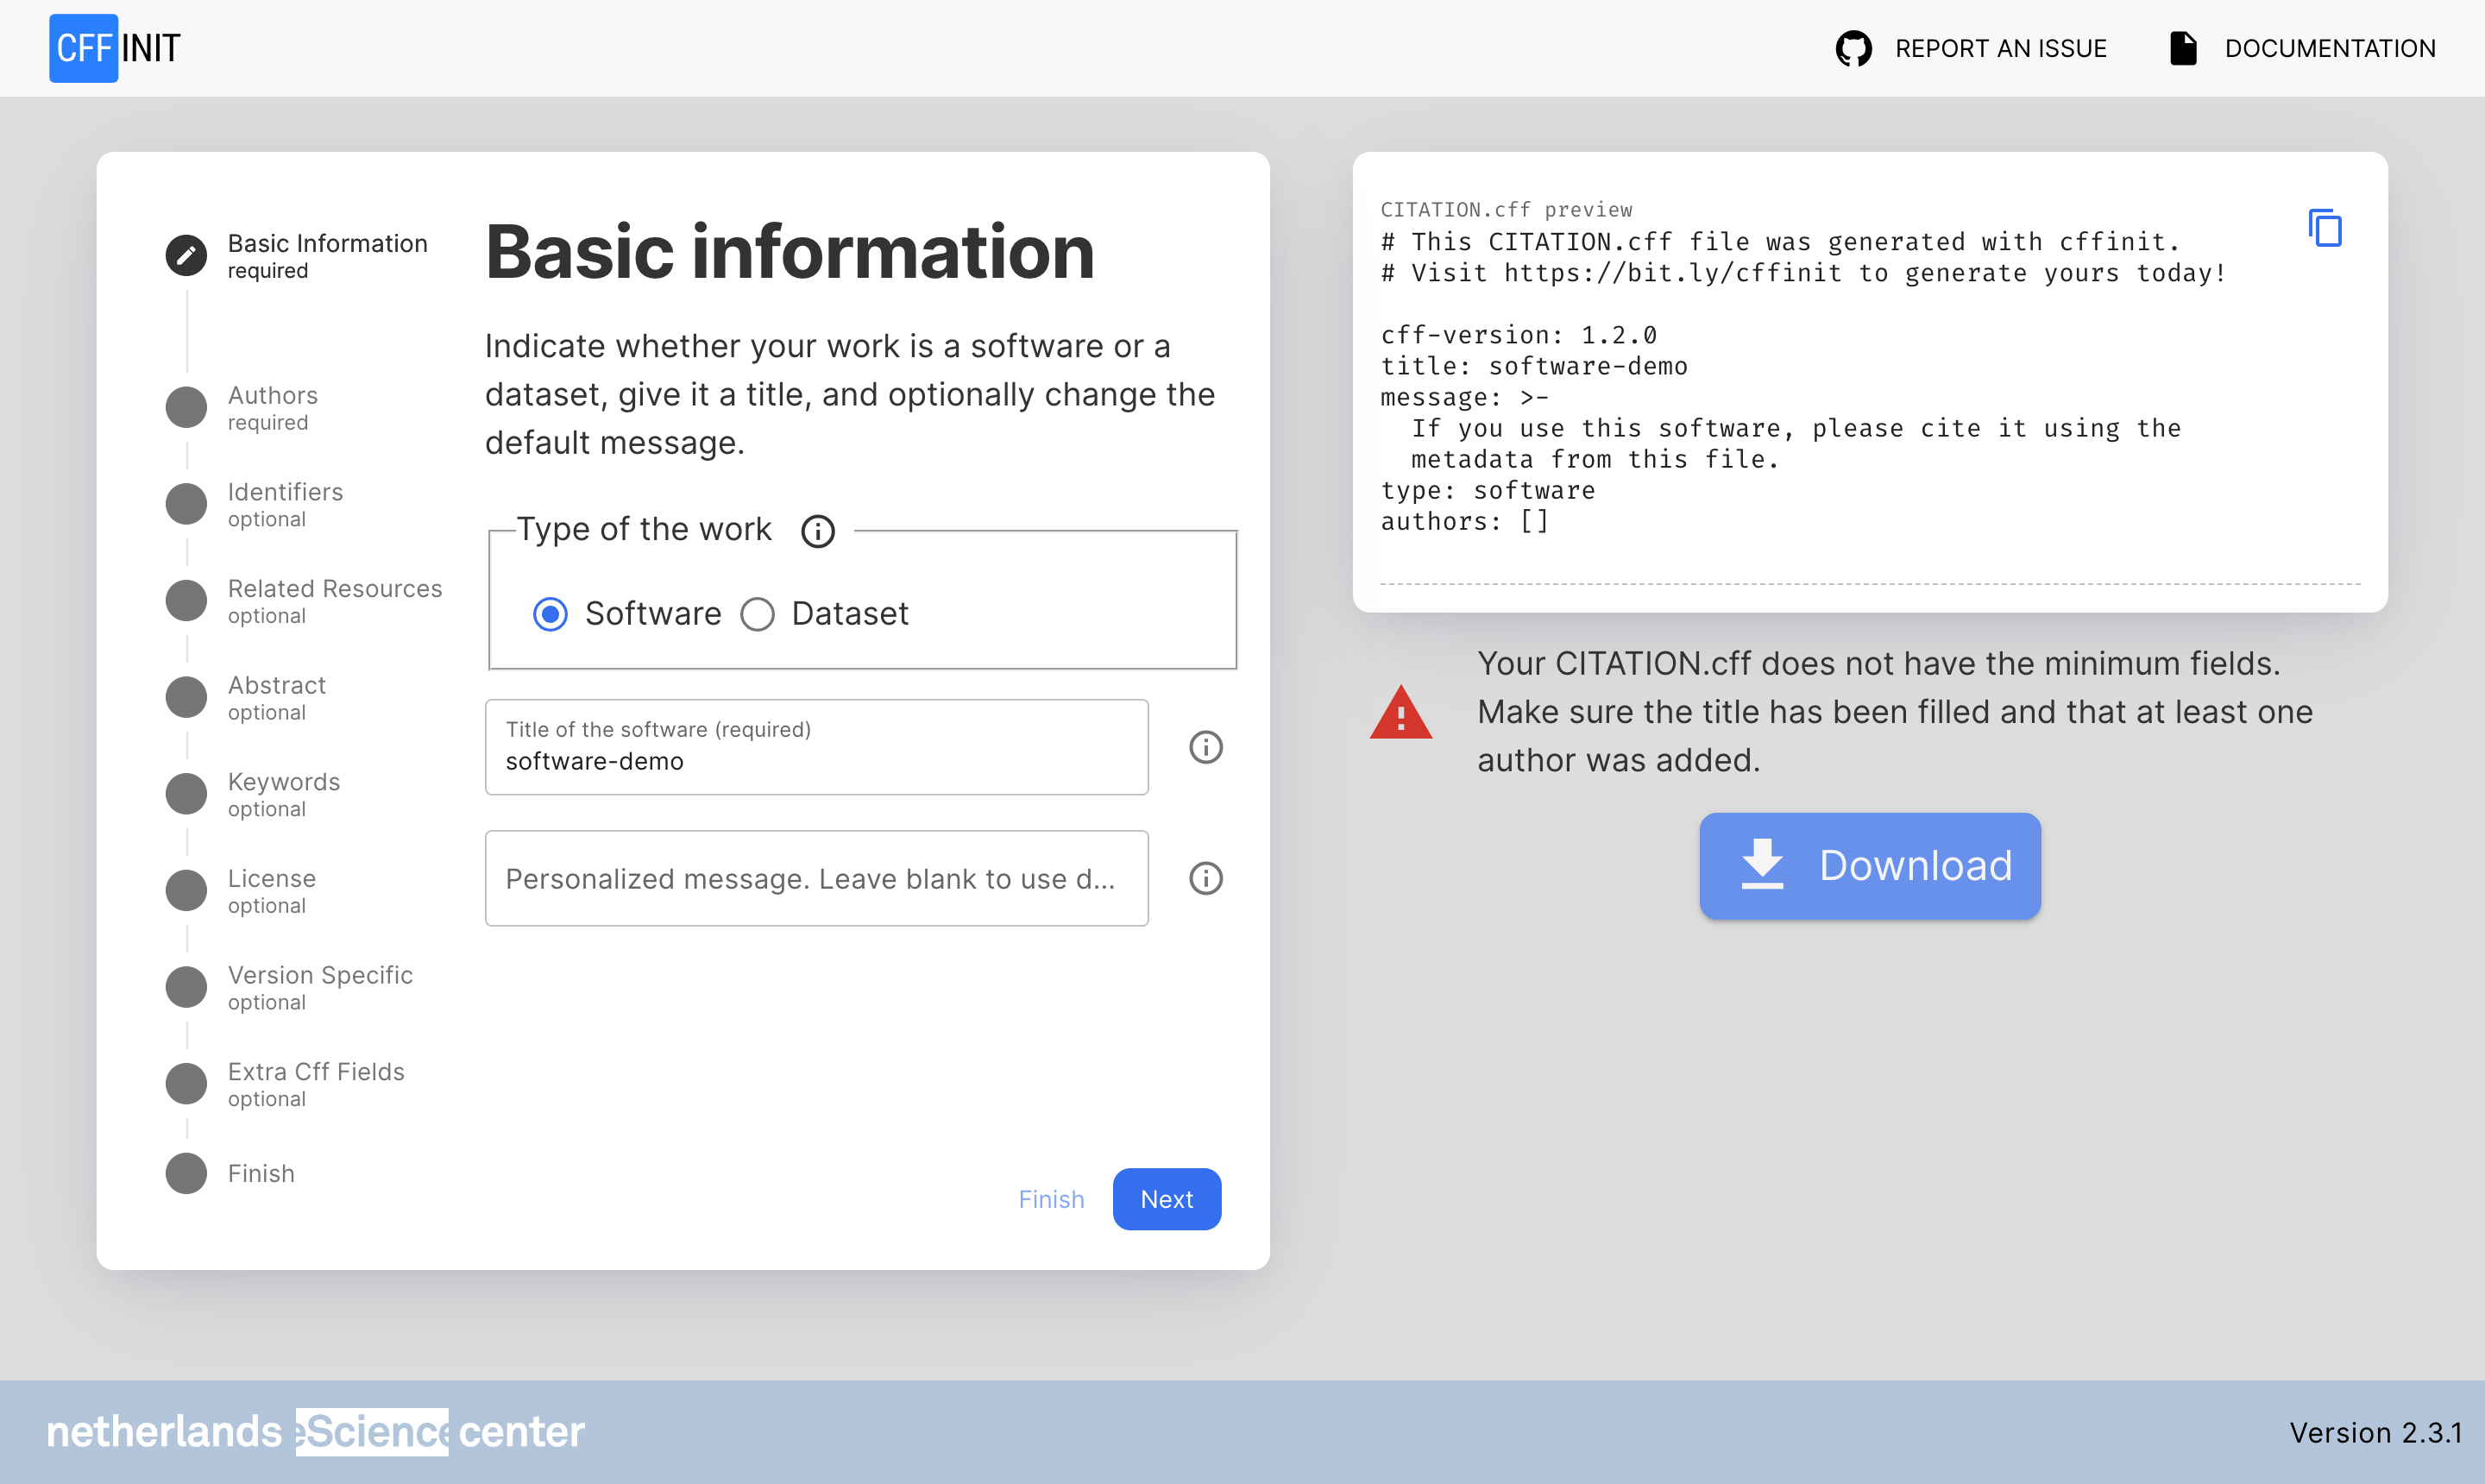 CFF INIT
REPORT AN ISSUE
DOCUMENTATION
Basic Information
required
Authors
required
Identifiers
optional
Related Resources
optional
Abstract
optional
Keywords
optional
License
optional
Version Specific
optional
Extra Cff Fields
optional
Finish
Basic information
Indicate whether your work is a software or a
dataset, give it a title, and optionally change the
default message.
Type of the work
Software
Dataset
Title of the software (required)
software-demo
Personalized message. Leave blank to use d...
Finish
Next
CITATION.cff preview
# This CITATION.cff file was generated with cffinit.
# Visit https://bit.ly/cffinit to generate yours today!
cff-version: 1.2.0
title: software-demo
message: >-
If you use this software, please cite it using the
metadata from this file.
type: software
authors: []
Your CITATION.cff does not have the minimum fields.
Make sure the title has been filled and that at least one
author was added.
Download
netherlands eScience center
Version 2.3.1